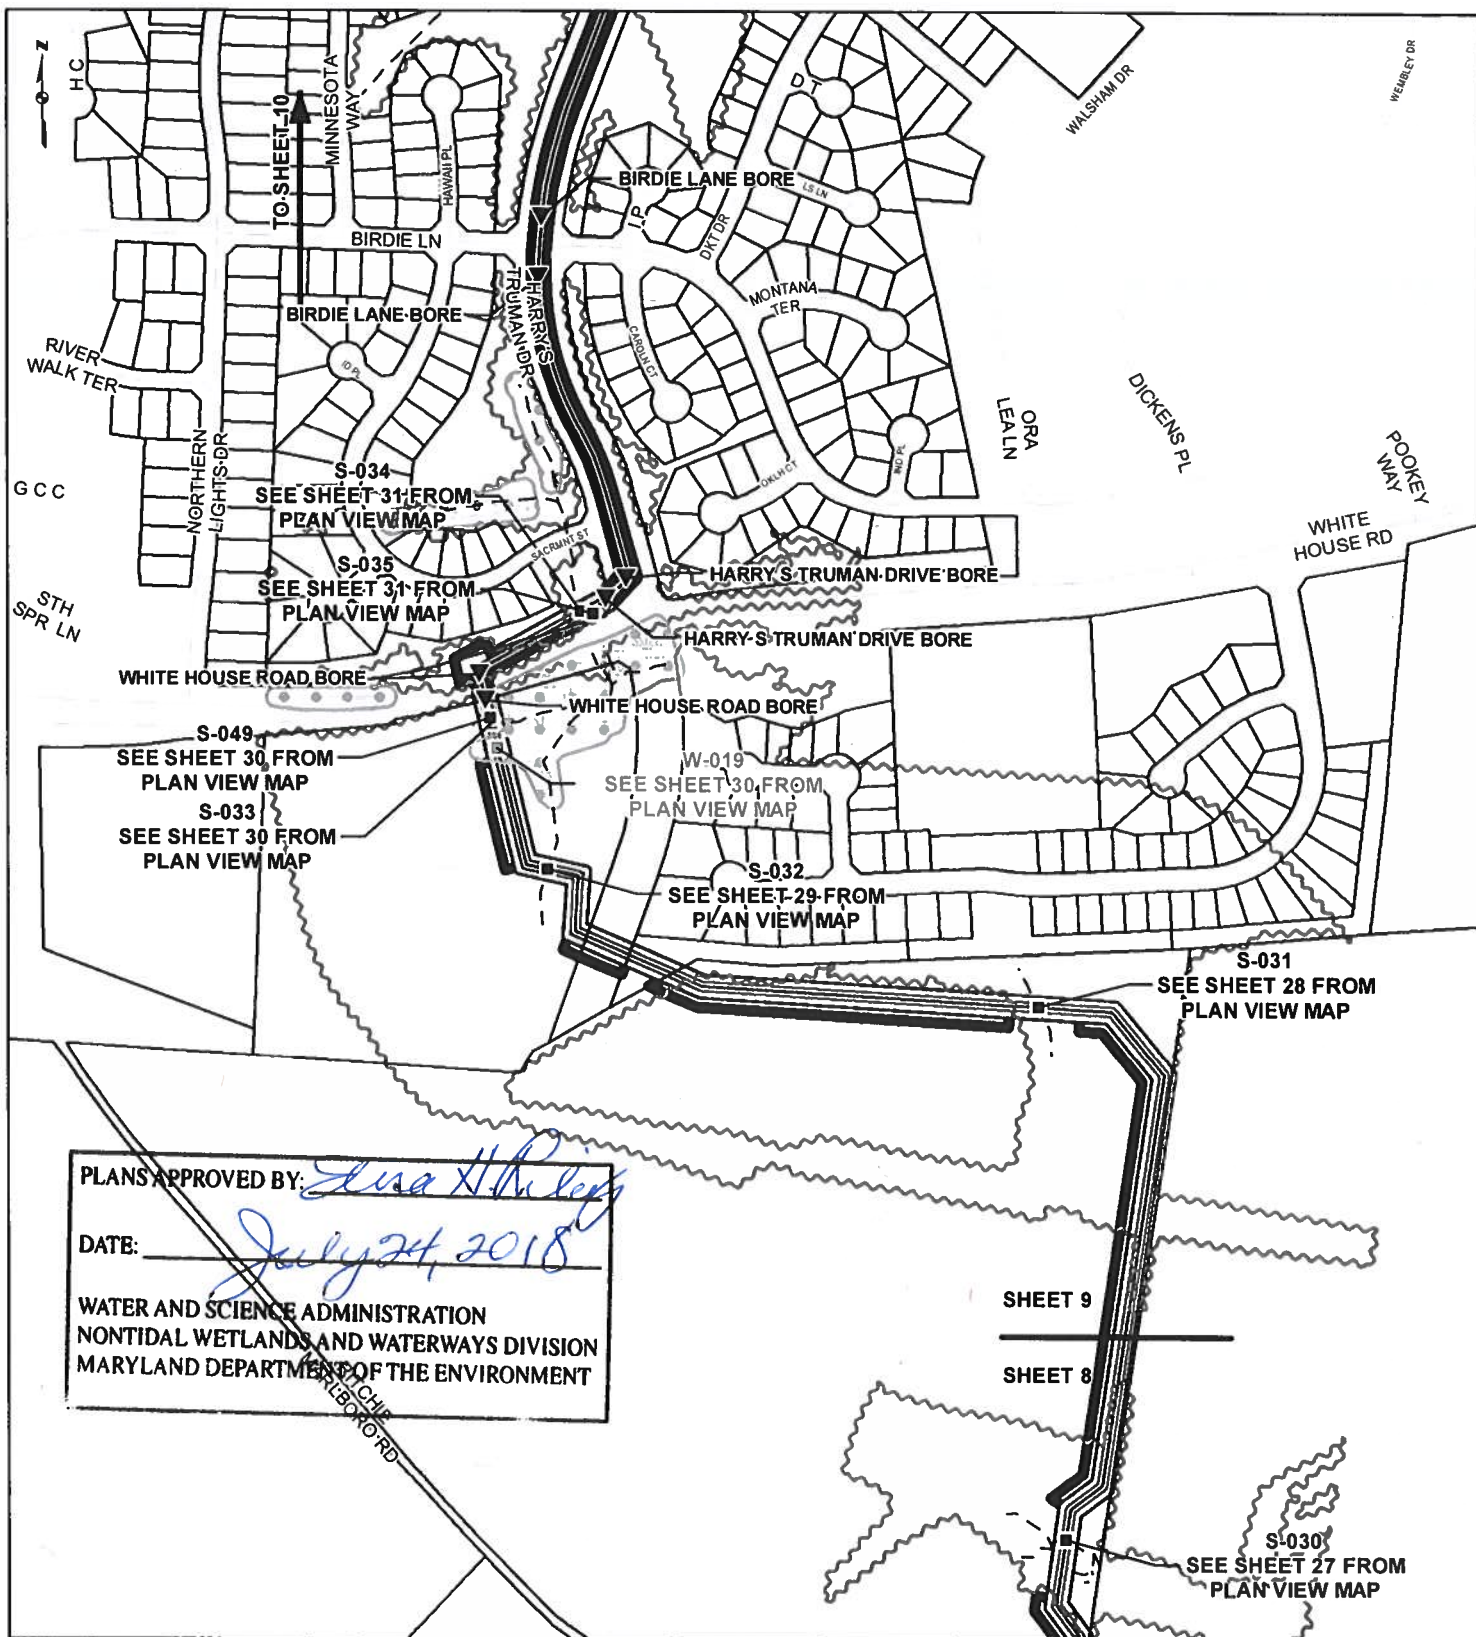 N
H C
TO SHEET 10
MINNESOTA
WAY
HAWAII PL
D T
WALSHAM DR
WEMBLEY DR
BIRDIE LANE BORE
LS LN
I P
DKT DR
BIRDIE LN
HARRY S
TRUMAN DR
MONTANA
TER
BIRDIE LANE BORE
RIVER
WALK TER
ID PL
CAROLN CT
DICKENS PL
ORA
LEA LN
POOKEY
WAY
NORTHERN
LIGHTS DR
IND PL
OKLH CT
G C C
S-034
SEE SHEET 31 FROM
PLAN VIEW MAP
WHITE
HOUSE RD
SACRMNT ST
S-035
SEE SHEET 31 FROM
PLAN VIEW MAP
HARRY S TRUMAN DRIVE BORE
STH
SPR LN
HARRY S TRUMAN DRIVE BORE
WHITE HOUSE ROAD BORE
WHITE HOUSE ROAD BORE
S-049
SEE SHEET 30 FROM
PLAN VIEW MAP
W-019
SEE SHEET 30 FROM
PLAN VIEW MAP
S-033
SEE SHEET 30 FROM
PLAN VIEW MAP
S-032
SEE SHEET 29 FROM
PLAN VIEW MAP
S-031
SEE SHEET 28 FROM
PLAN VIEW MAP
PLANS APPROVED BY:
DATE: July 24, 2018
WATER AND SCIENCE ADMINISTRATION
NONTIDAL WETLANDS AND WATERWAYS DIVISION
MARYLAND DEPARTMENT OF THE ENVIRONMENT
RITCHIE
MARLBORO RD
SHEET 9
SHEET 8
S-030
SEE SHEET 27 FROM
PLAN VIEW MAP